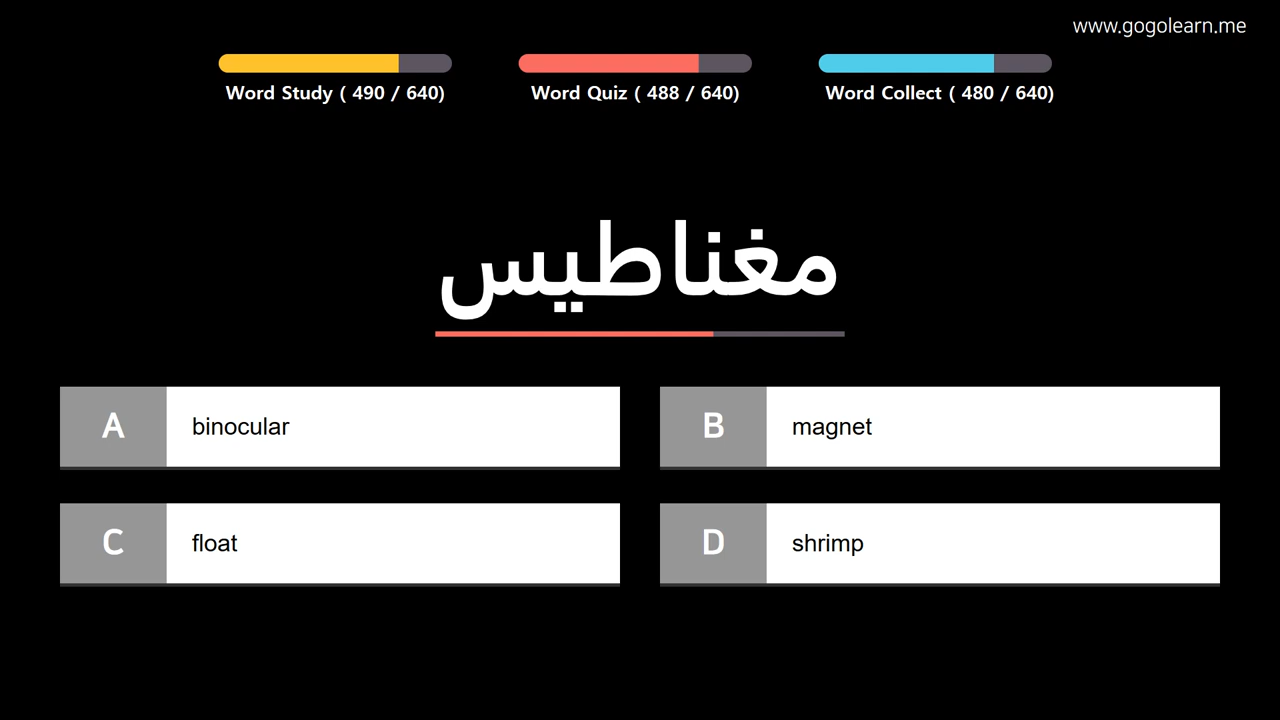 www.gogolearn.me
Word Study ( 490 / 640)
Word Quiz ( 488 / 640)
Word Collect ( 480 / 640)
مغناطيس
A binocular
B magnet
C float
D shrimp